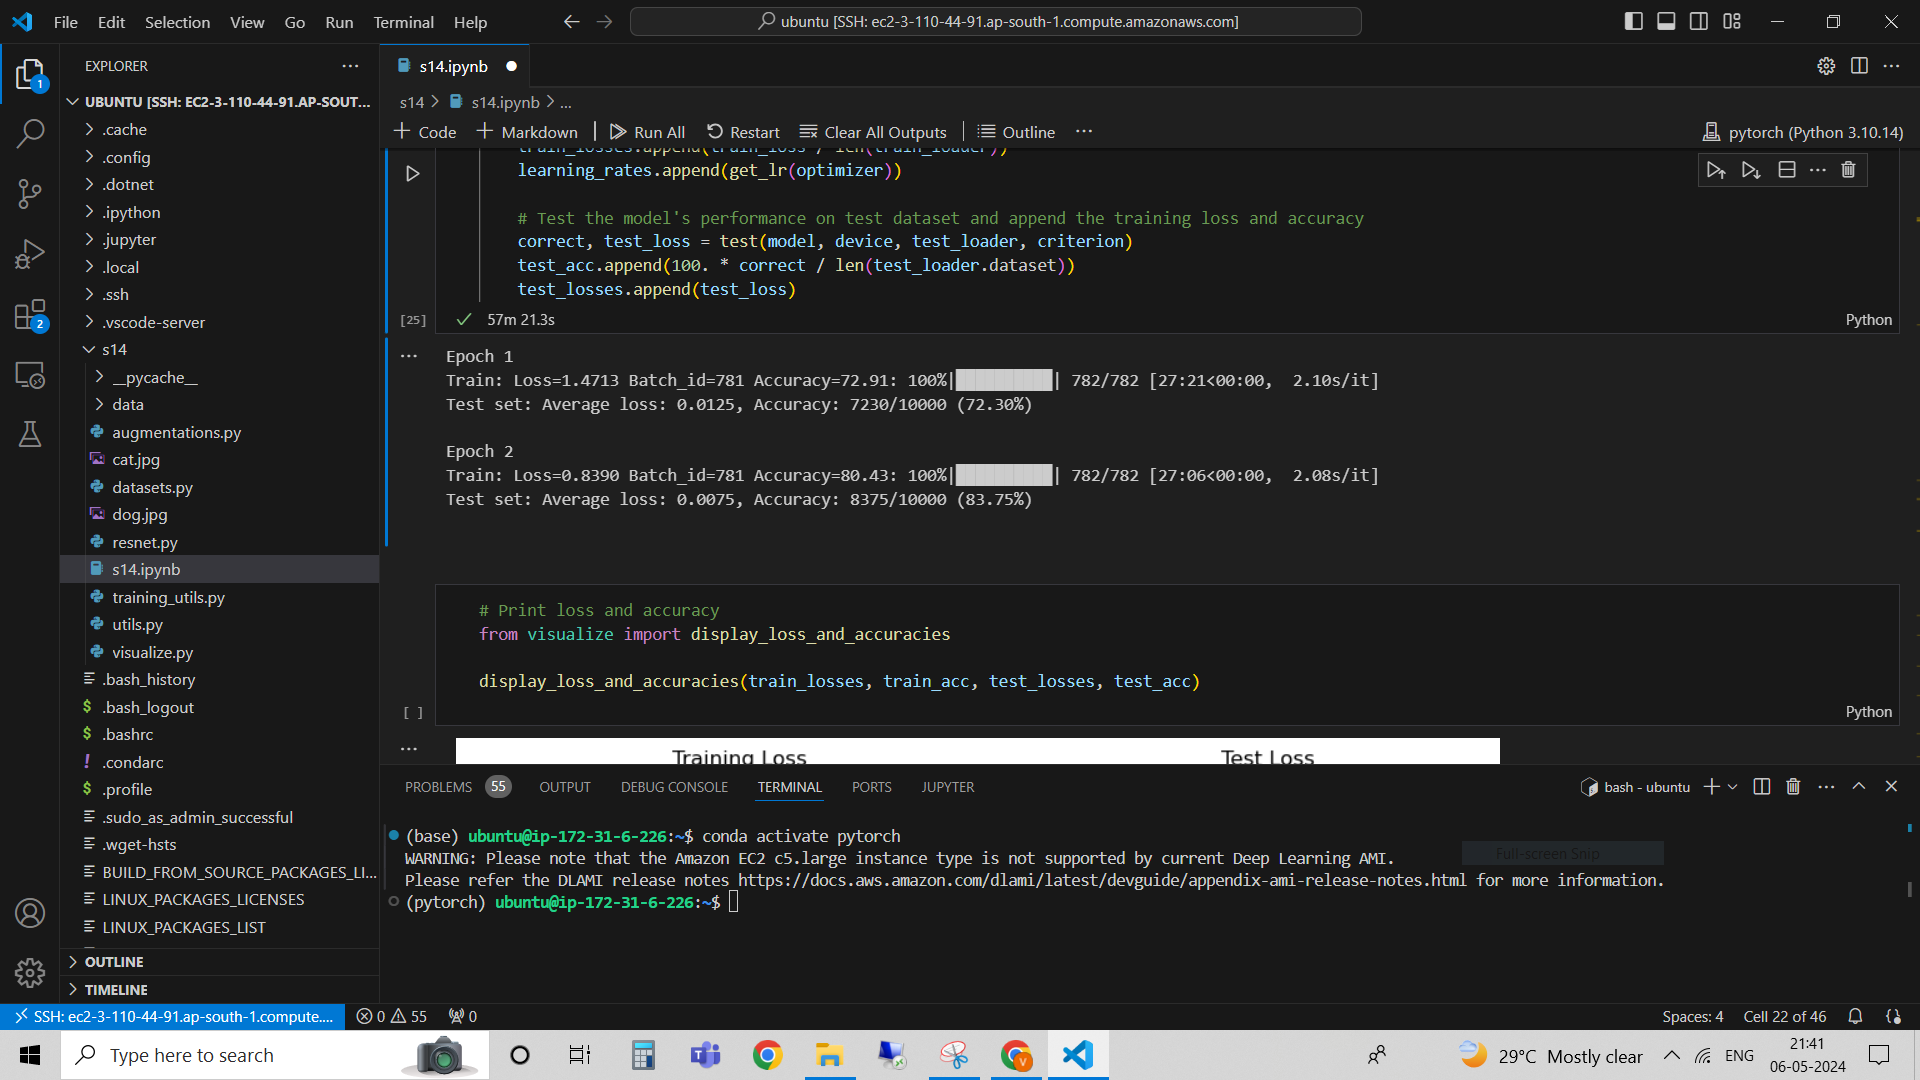 File Edit Selection View Go Run Terminal Help
ubuntu [SSH: ec2-3-110-44-91.ap-south-1.compute.amazonaws.com]
EXPLORER
UBUNTU [SSH: EC2-3-110-44-91.AP-SOUT...
.cache
.config
.dotnet
.ipython
.jupyter
.local
.ssh
.vscode-server
s14
__pycache__
data
augmentations.py
cat.jpg
datasets.py
dog.jpg
resnet.py
s14.ipynb
training_utils.py
utils.py
visualize.py
.bash_history
.bash_logout
.bashrc
.condarc
.profile
.sudo_as_admin_successful
.wget-hsts
BUILD_FROM_SOURCE_PACKAGES_LI...
LINUX_PACKAGES_LICENSES
LINUX_PACKAGES_LIST
OUTLINE
TIMELINE
1
2
s14.ipynb
s14 > s14.ipynb > ...
+ Code + Markdown Run All Restart Clear All Outputs Outline ...
pytorch (Python 3.10.14)
train_losses.append(train_loss / len(train_loader))
learning_rates.append(get_lr(optimizer))
# Test the model's performance on test dataset and append the training loss and accuracy
correct, test_loss = test(model, device, test_loader, criterion)
test_acc.append(100. * correct / len(test_loader.dataset))
test_losses.append(test_loss)
[25] 57m 21.3s Python
Epoch 1
Train: Loss=1.4713 Batch_id=781 Accuracy=72.91: 100%|██████████| 782/782 [27:21<00:00, 2.10s/it]
Test set: Average loss: 0.0125, Accuracy: 7230/10000 (72.30%)
Epoch 2
Train: Loss=0.8390 Batch_id=781 Accuracy=80.43: 100%|██████████| 782/782 [27:06<00:00, 2.08s/it]
Test set: Average loss: 0.0075, Accuracy: 8375/10000 (83.75%)
# Print loss and accuracy
from visualize import display_loss_and_accuracies
display_loss_and_accuracies(train_losses, train_acc, test_losses, test_acc)
[ ] Python
Training Loss Test Loss
PROBLEMS 55 OUTPUT DEBUG CONSOLE TERMINAL PORTS JUPYTER
bash - ubuntu
(base) ubuntu@ip-172-31-6-226:~$ conda activate pytorch
WARNING: Please note that the Amazon EC2 c5.large instance type is not supported by current Deep Learning AMI.
Full-screen Snip
Please refer the DLAMI release notes https://docs.aws.amazon.com/dlami/latest/devguide/appendix-ami-release-notes.html for more information.
(pytorch) ubuntu@ip-172-31-6-226:~$
SSH: ec2-3-110-44-91.ap-south-1.compute.... 0 55 0
Spaces: 4 Cell 22 of 46
Type here to search
29°C Mostly clear
ENG
21:41
06-05-2024